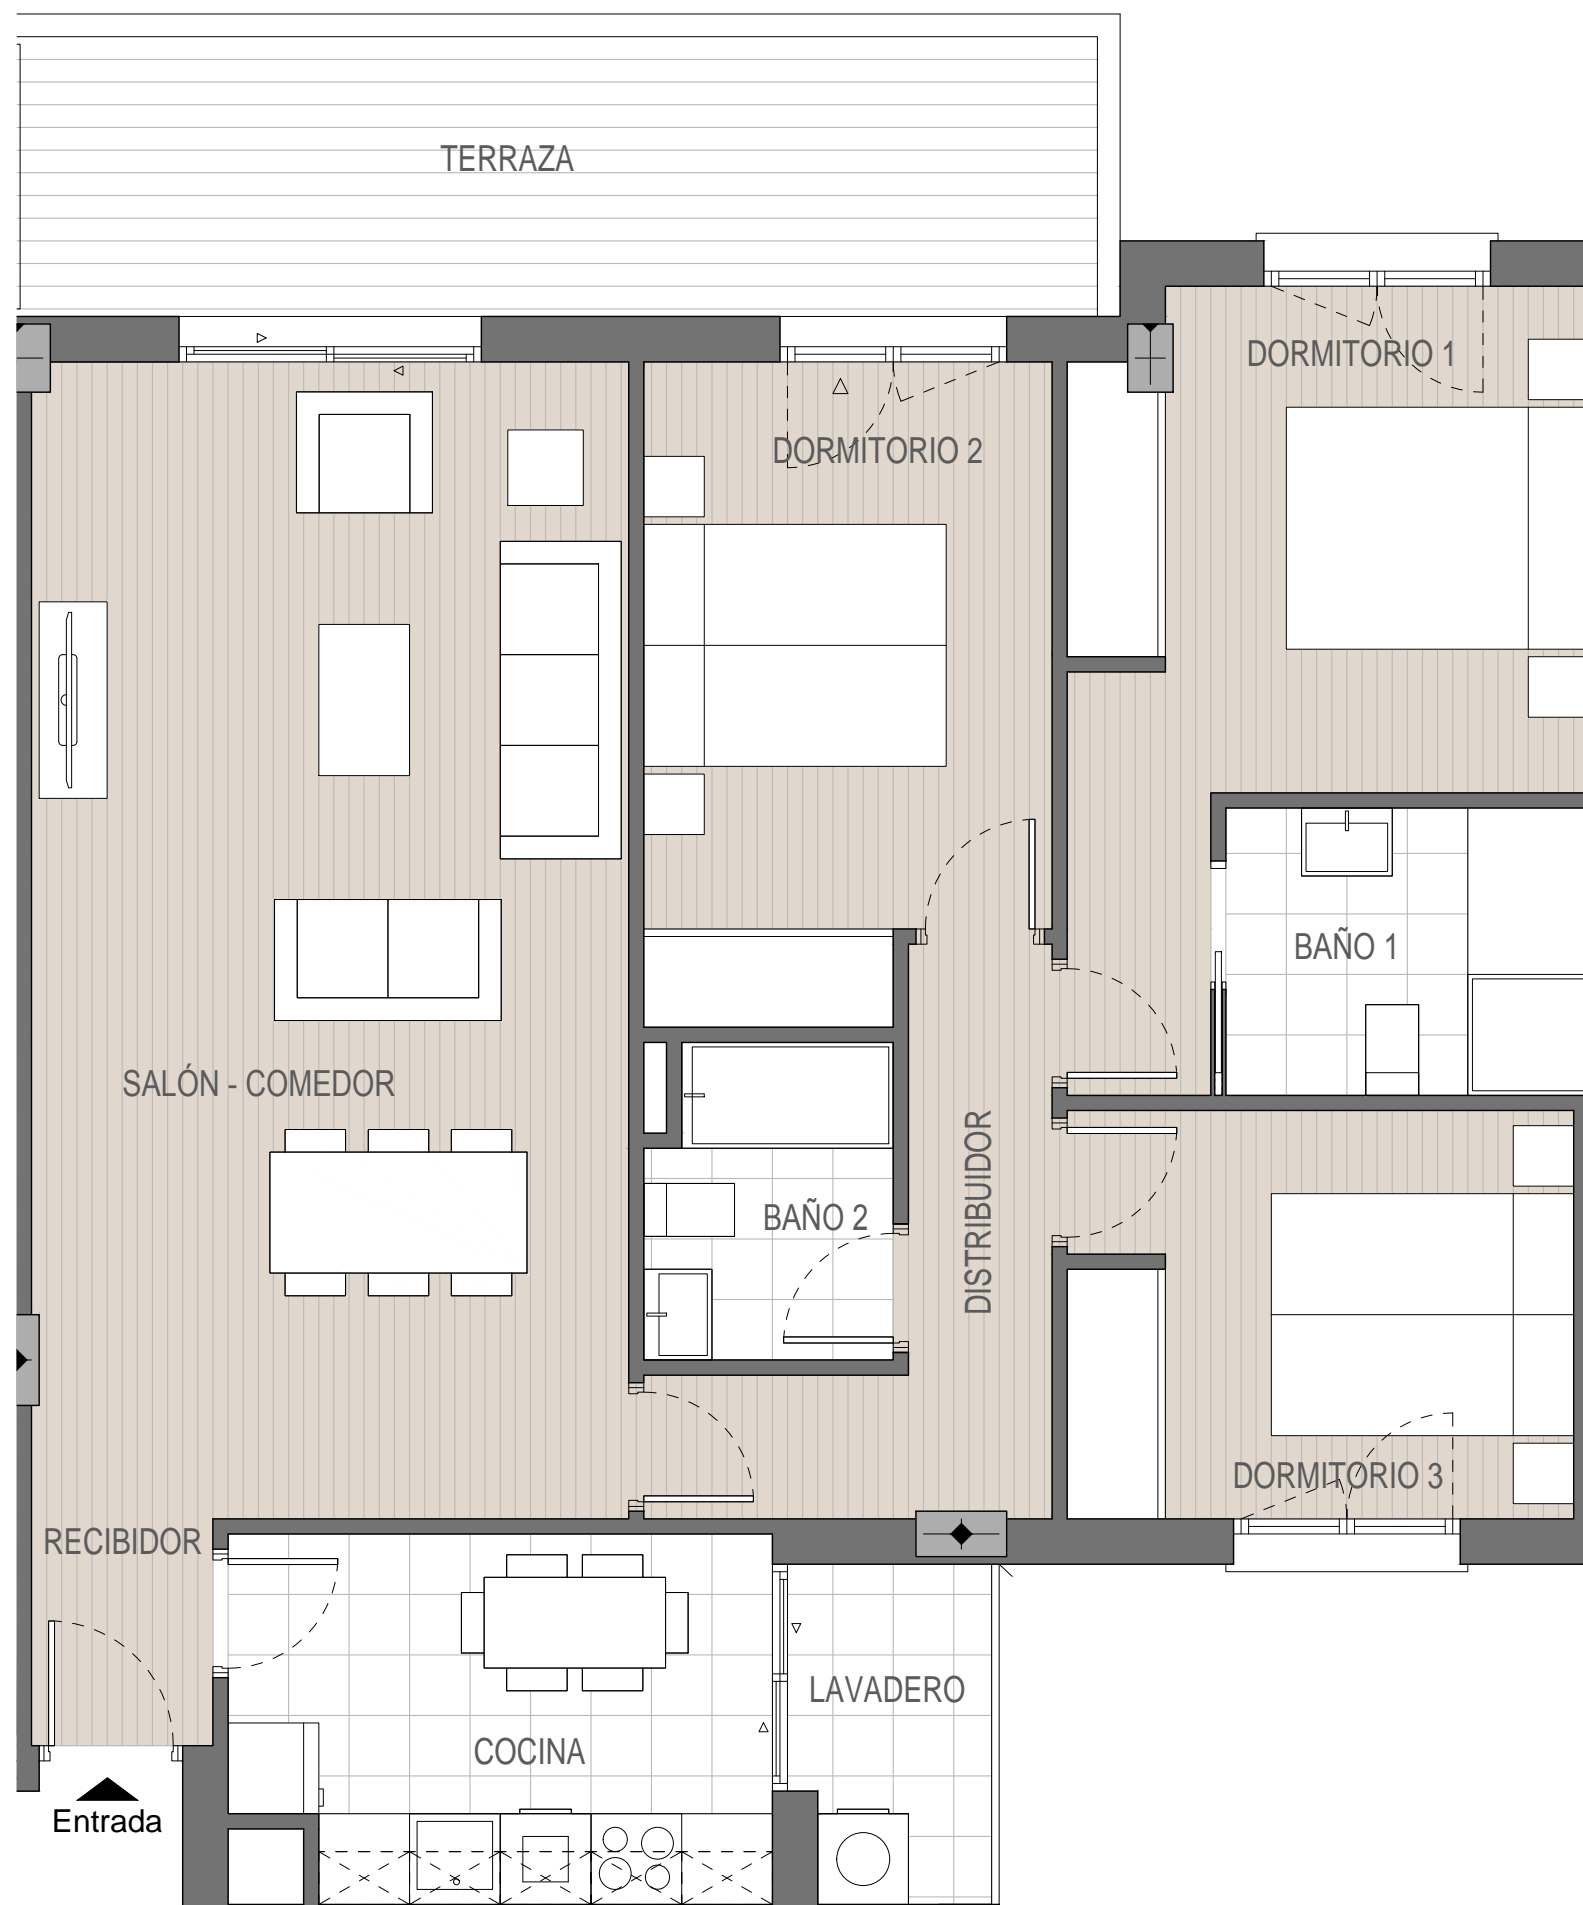 TERRAZA
DORMITORIO 1
DORMITORIO 2
BAÑO 1
SALÓN - COMEDOR
DISTRIBUIDOR
BAÑO 2
DORMITORIO 3
RECIBIDOR
LAVADERO
COCINA
Entrada